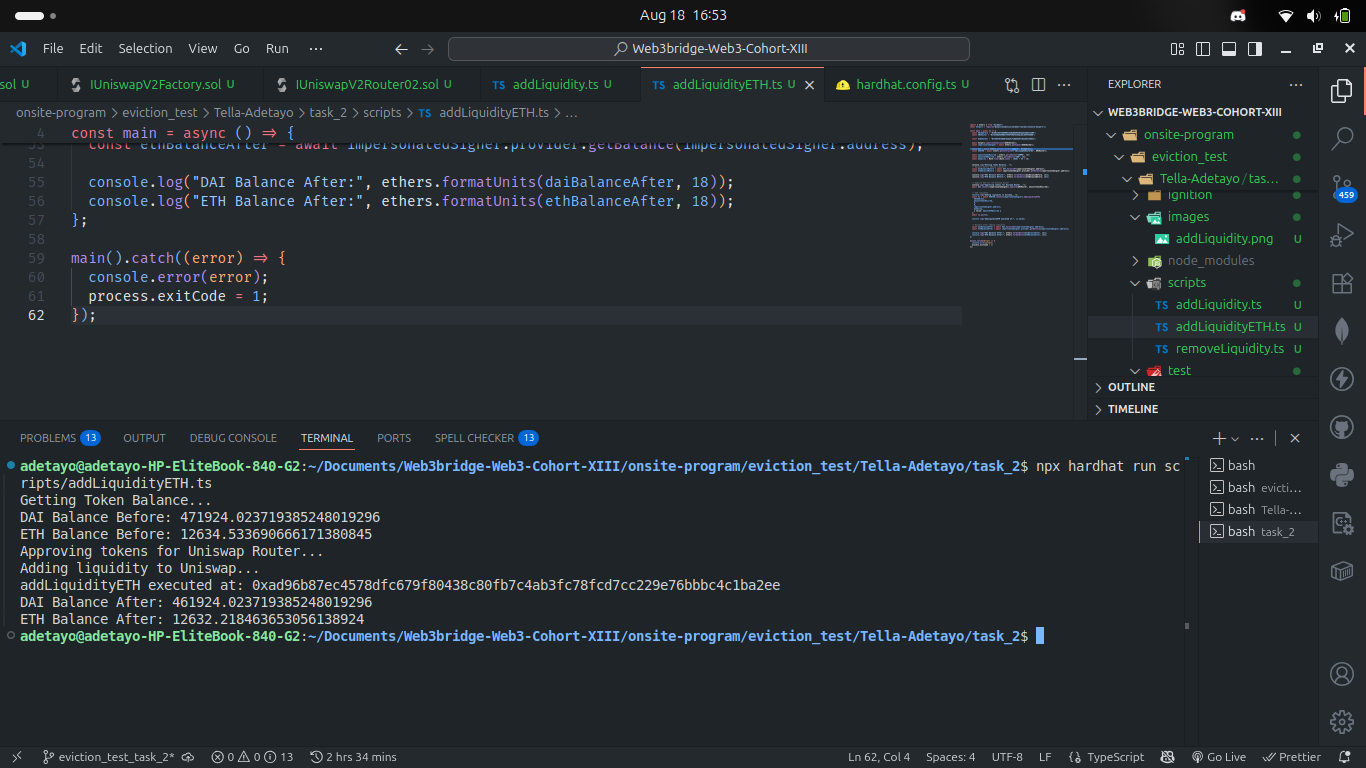 Aug 18 16:53
File Edit Selection View Go Run ··· Web3bridge-Web3-Cohort-XIII
sol U IUniswapV2Factory.sol U IUniswapV2Router02.sol U TS addLiquidity.ts U TS addLiquidityETH.ts U hardhat.config.ts U ···
onsite-program > eviction_test > Tella-Adetayo > task_2 > scripts > TS addLiquidityETH.ts > ...
4 const main = async () => {
53 const ethBalanceAfter = await impersonatedSigner.provider.getBalance(impersonatedSigner.address);
54
55 console.log("DAI Balance After:", ethers.formatUnits(daiBalanceAfter, 18));
56 console.log("ETH Balance After:", ethers.formatUnits(ethBalanceAfter, 18));
57 };
58
59 main().catch((error) => {
60 console.error(error);
61 process.exitCode = 1;
62 });
EXPLORER ···
WEB3BRIDGE-WEB3-COHORT-XIII
onsite-program
eviction_test
Tella-Adetayo / tas...
ignition
images
addLiquidity.png U
node_modules
scripts
TS addLiquidity.ts U
TS addLiquidityETH.ts U
TS removeLiquidity.ts U
test
OUTLINE
TIMELINE
459
PROBLEMS 13 OUTPUT DEBUG CONSOLE TERMINAL PORTS SPELL CHECKER 13
adetayo@adetayo-HP-EliteBook-840-G2:~/Documents/Web3bridge-Web3-Cohort-XIII/onsite-program/eviction_test/Tella-Adetayo/task_2$ npx hardhat run sc
ripts/addLiquidityETH.ts
Getting Token Balance...
DAI Balance Before: 471924.023719385248019296
ETH Balance Before: 12634.533690666171380845
Approving tokens for Uniswap Router...
Adding liquidity to Uniswap...
addLiquidityETH executed at: 0xad96b87ec4578dfc679f80438c80fb7c4ab3fc78fcd7cc229e76bbbc4c1ba2ee
DAI Balance After: 461924.023719385248019296
ETH Balance After: 12632.218463653056138924
adetayo@adetayo-HP-EliteBook-840-G2:~/Documents/Web3bridge-Web3-Cohort-XIII/onsite-program/eviction_test/Tella-Adetayo/task_2$
bash
bash evicti...
bash Tella-...
bash task_2
eviction_test_task_2* 0 0 13 2 hrs 34 mins Ln 62, Col 4 Spaces: 4 UTF-8 LF {} TypeScript Go Live Prettier